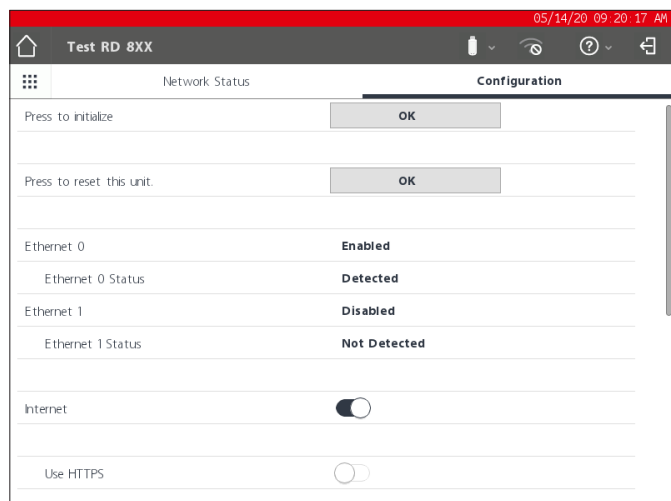 05/14/20 09:20:17 AM
Test RD 8XX
?
Network Status Configuration
Press to initialize OK
Press to reset this unit. OK
Ethernet 0 Enabled
Ethernet 0 Status Detected
Ethernet 1 Disabled
Ethernet 1 Status Not Detected
Internet
Use HTTPS